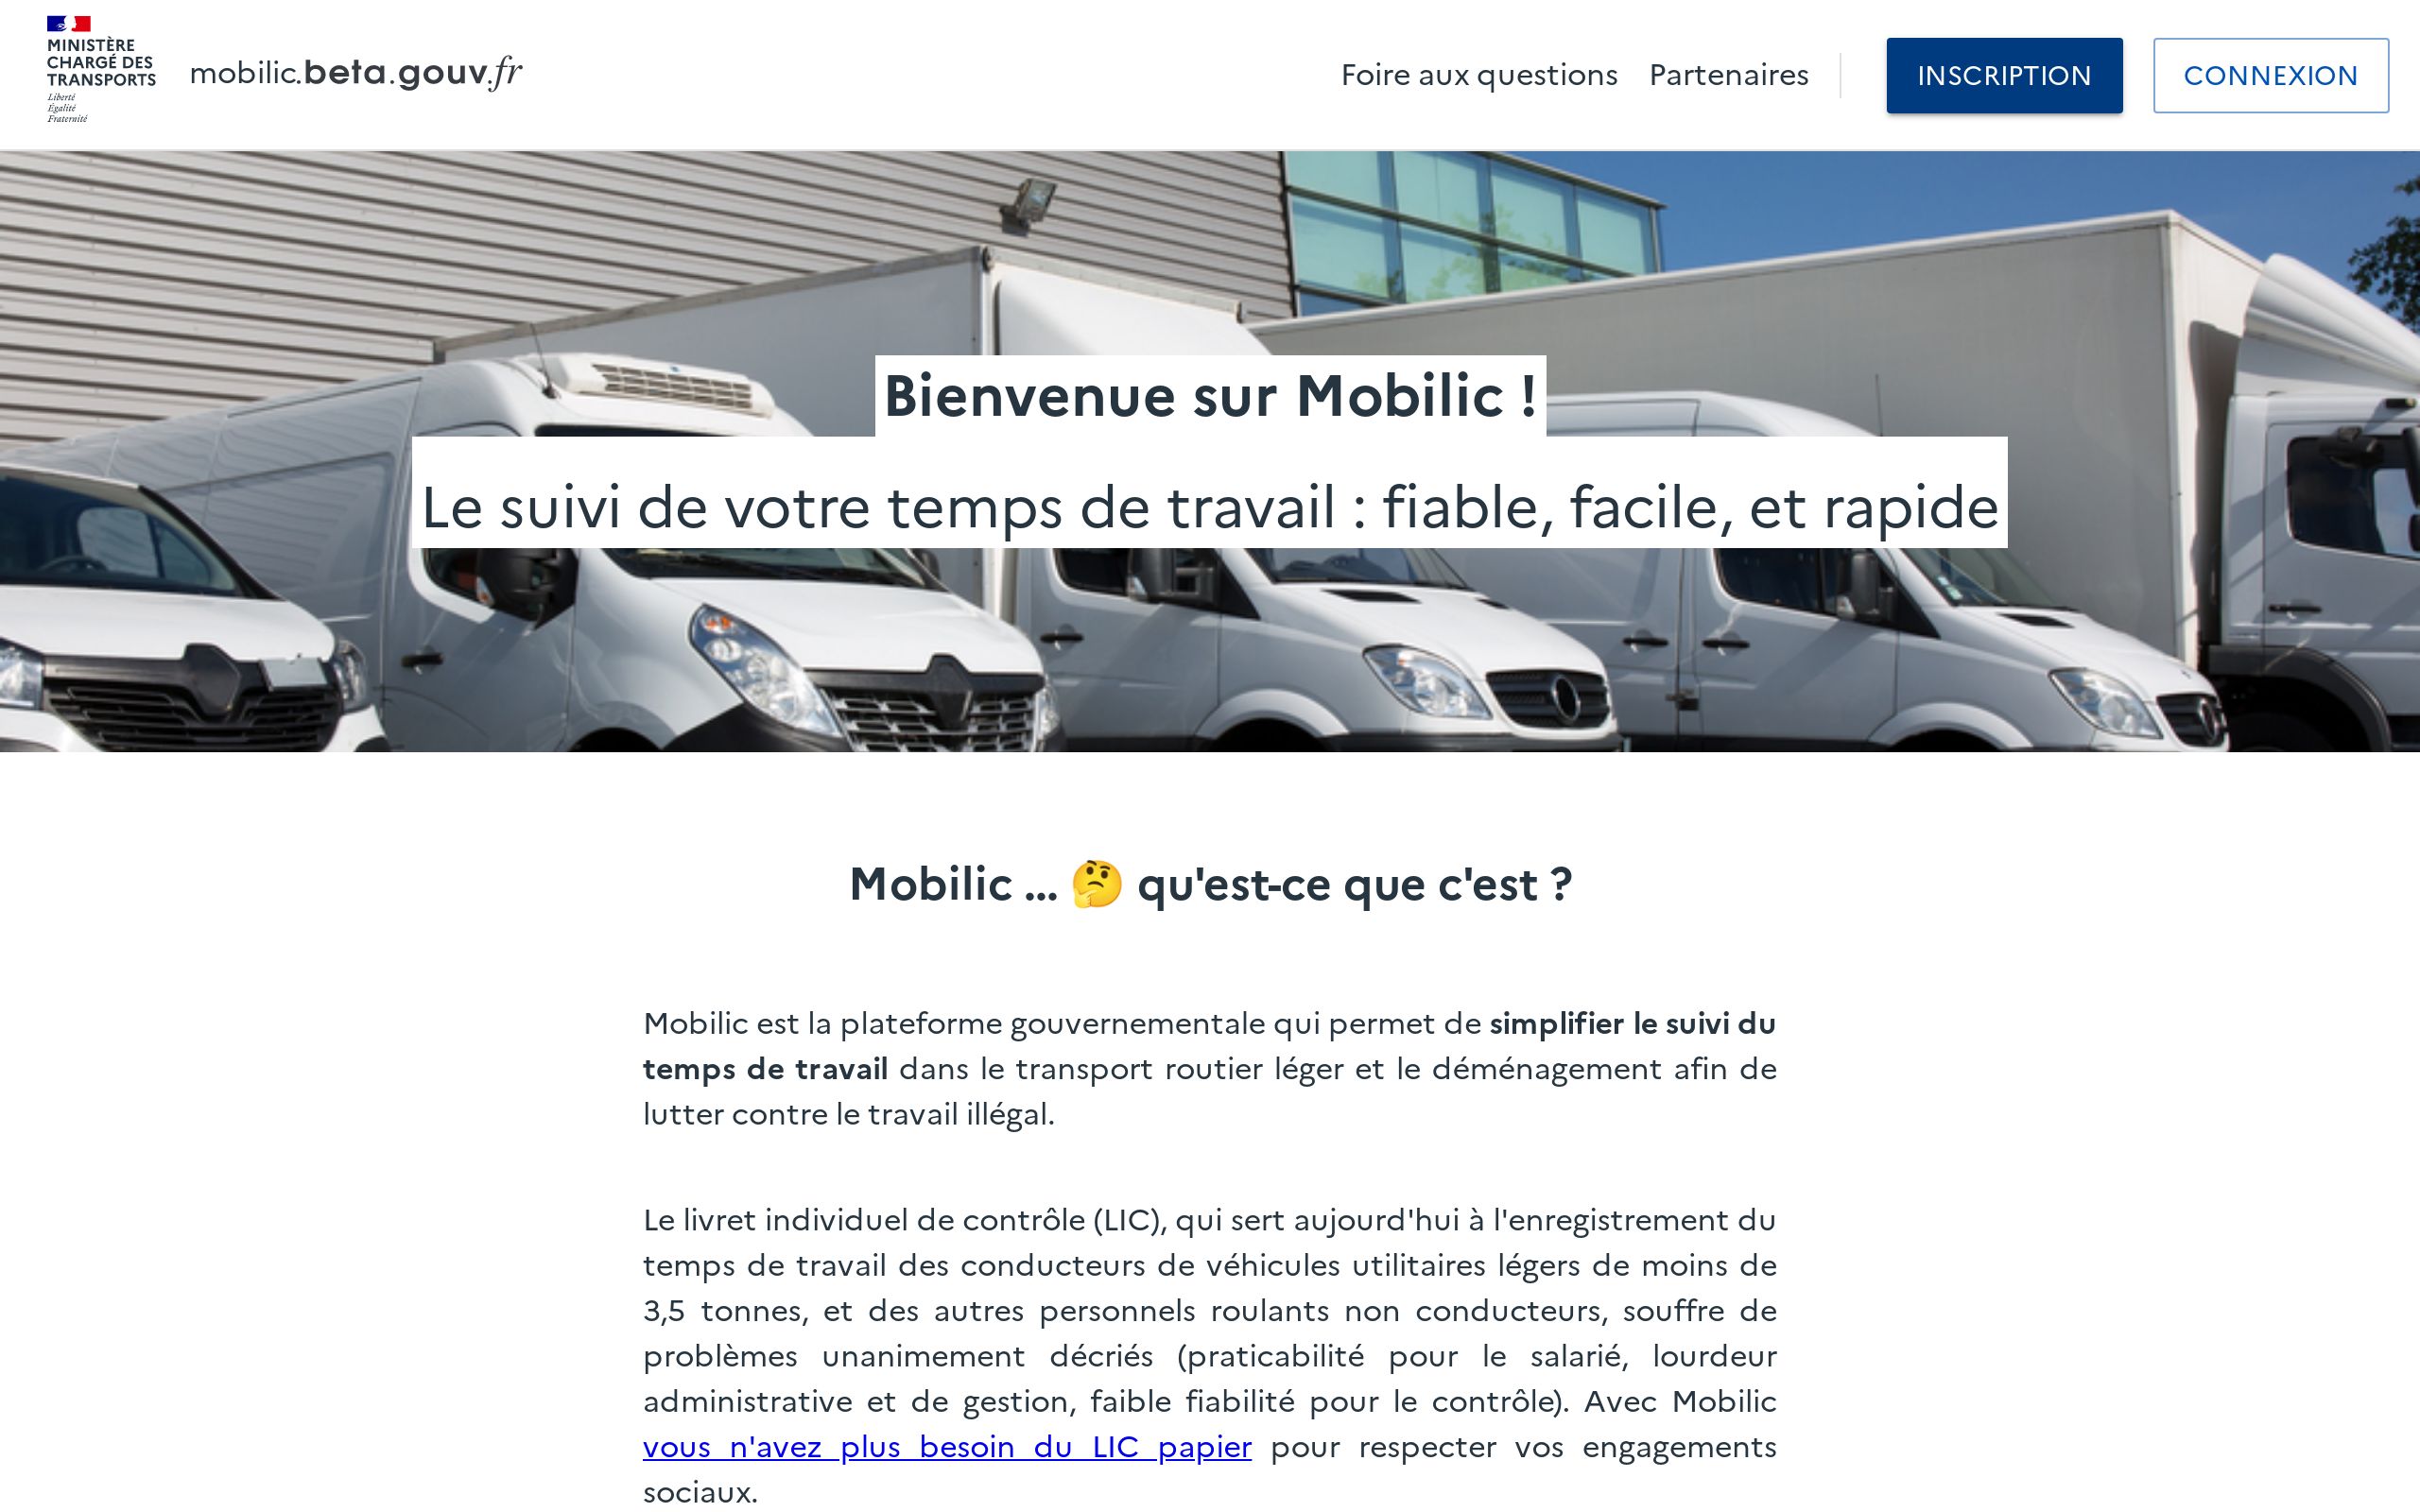 MINISTÈRE
CHARGÉ DES
TRANSPORTS
Liberté
Égalité
Fraternité
mobilic.beta.gouv.fr
Foire aux questions
Partenaires
INSCRIPTION
CONNEXION
Bienvenue sur Mobilic !
Le suivi de votre temps de travail : fiable, facile, et rapide
Mobilic ... 🤔 qu'est-ce que c'est ?
Mobilic est la plateforme gouvernementale qui permet de simplifier le suivi du
temps de travail dans le transport routier léger et le déménagement afin de
lutter contre le travail illégal.
Le livret individuel de contrôle (LIC), qui sert aujourd'hui à l'enregistrement du
temps de travail des conducteurs de véhicules utilitaires légers de moins de
3,5 tonnes, et des autres personnels roulants non conducteurs, souffre de
problèmes unanimement décriés (praticabilité pour le salarié, lourdeur
administrative et de gestion, faible fiabilité pour le contrôle). Avec Mobilic
vous n'avez plus besoin du LIC papier pour respecter vos engagements
sociaux.